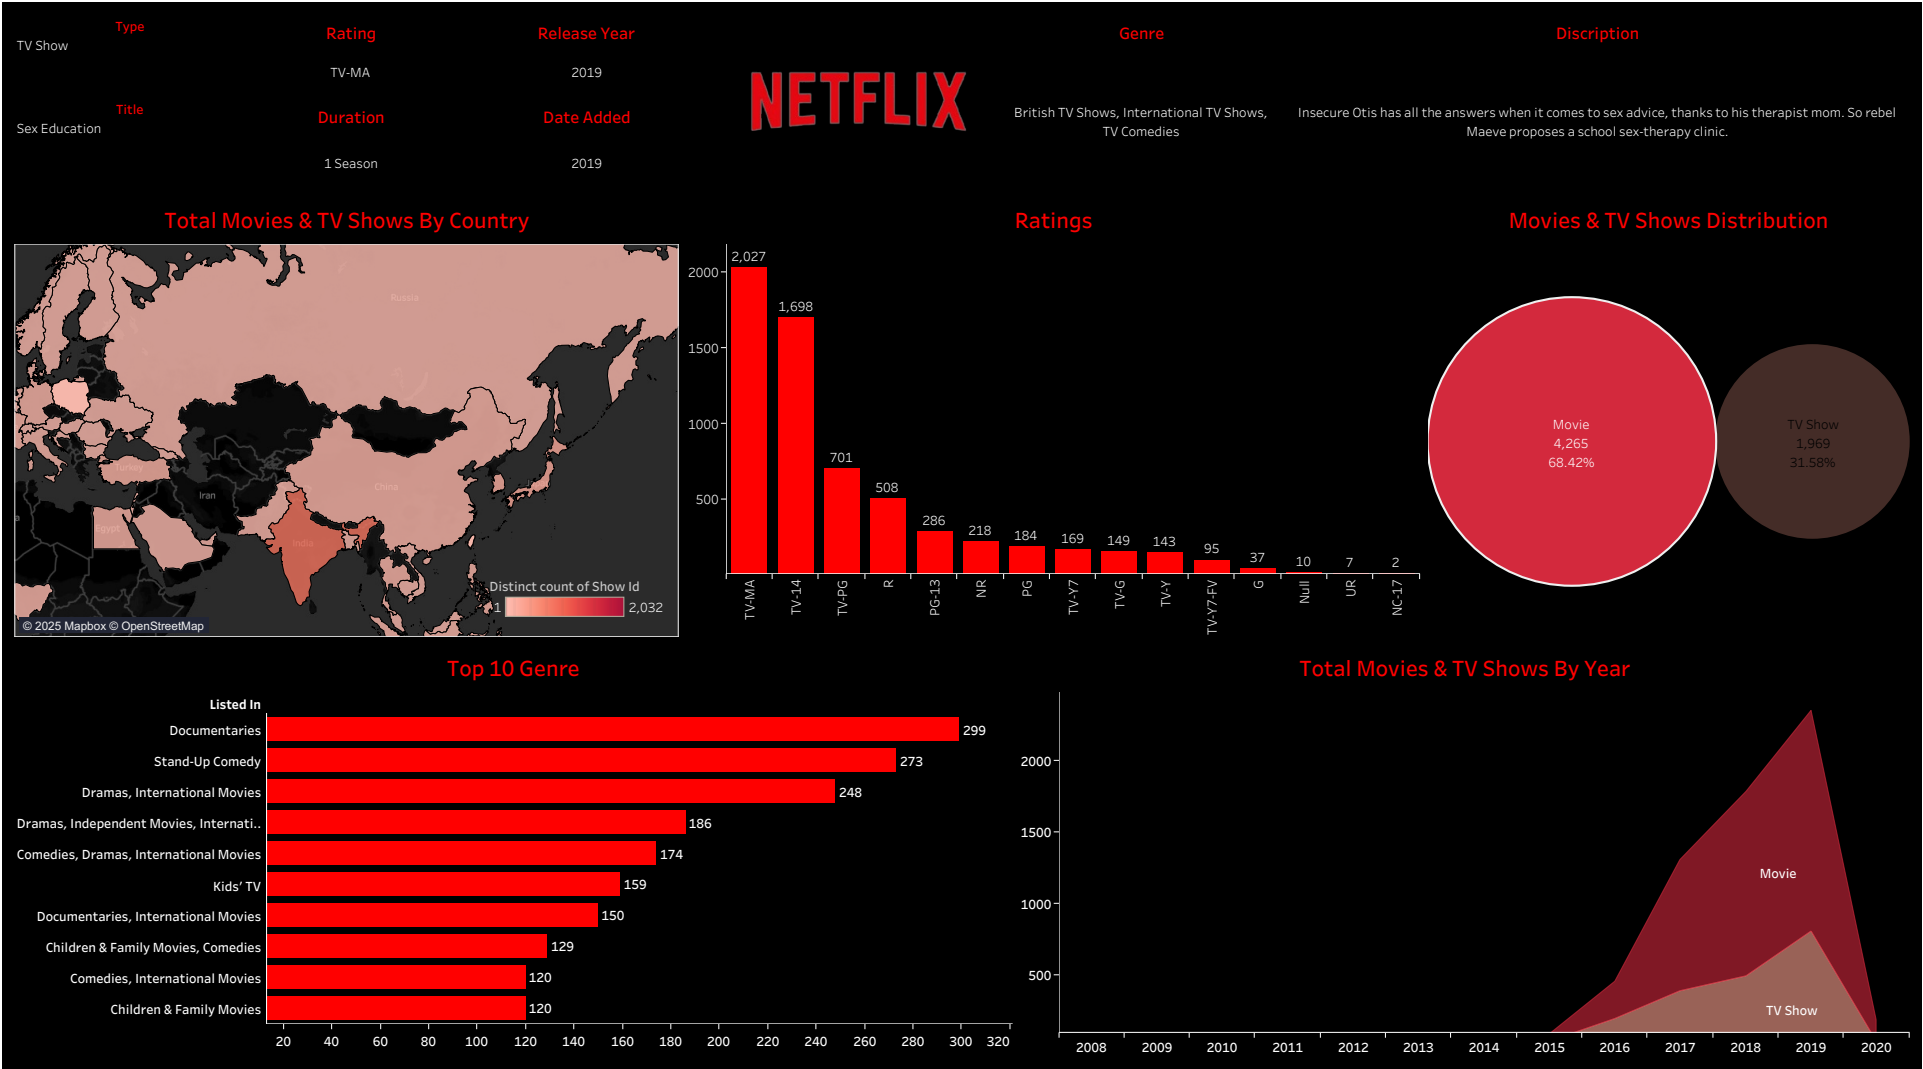 Type
TV Show
Title
Sex Education
Rating
TV-MA
Duration
1 Season
Release Year
2019
Date Added
2019
NETFLIX
Genre
British TV Shows, International TV Shows,
TV Comedies
Discription
Insecure Otis has all the answers when it comes to sex advice, thanks to his therapist mom. So rebel
Maeve proposes a school sex-therapy clinic.
Total Movies & TV Shows By Country
Russia
Turkey
Iran
China
Egypt
India
a
Distinct count of Show Id
1
2,032
© 2025 Mapbox © OpenStreetMap
Ratings
2000
1500
1000
500
2,027
1,698
701
508
286
218
184
169
149
143
95
37
10
7
2
TV-MA
TV-14
TV-PG
R
PG-13
NR
PG
TV-Y7
TV-G
TV-Y
TV-Y7-FV
G
Null
UR
NC-17
Movies & TV Shows Distribution
Movie
4,265
68.42%
TV Show
1,969
31.58%
Top 10 Genre
Listed In
Documentaries 299
Stand-Up Comedy 273
Dramas, International Movies 248
Dramas, Independent Movies, Internati.. 186
Comedies, Dramas, International Movies 174
Kids' TV 159
Documentaries, International Movies 150
Children & Family Movies, Comedies 129
Comedies, International Movies 120
Children & Family Movies 120
20 40 60 80 100 120 140 160 180 200 220 240 260 280 300 320
Total Movies & TV Shows By Year
2000
1500
1000
500
Movie
TV Show
2008 2009 2010 2011 2012 2013 2014 2015 2016 2017 2018 2019 2020